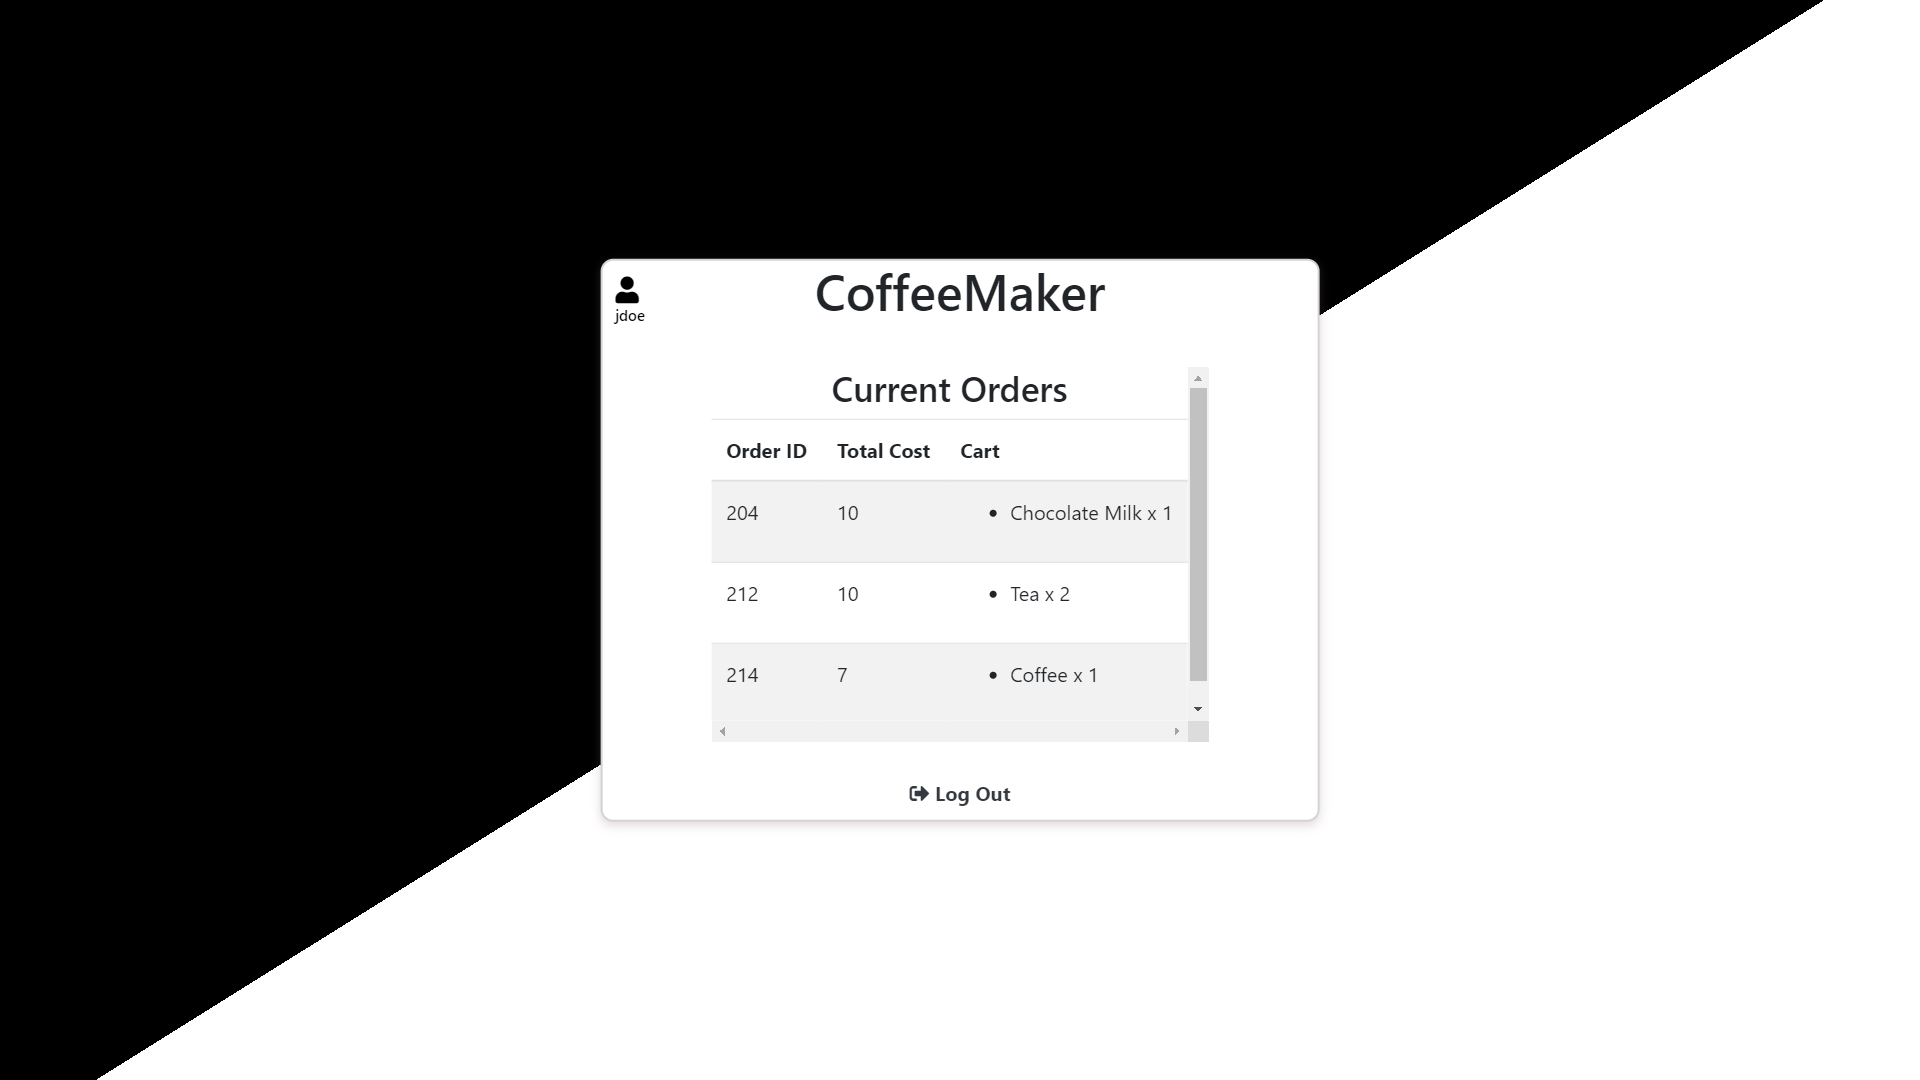 jdoe
CoffeeMaker
Current Orders
Order ID Total Cost Cart
204 10 • Chocolate Milk x 1
212 10 • Tea x 2
214 7 • Coffee x 1
Log Out